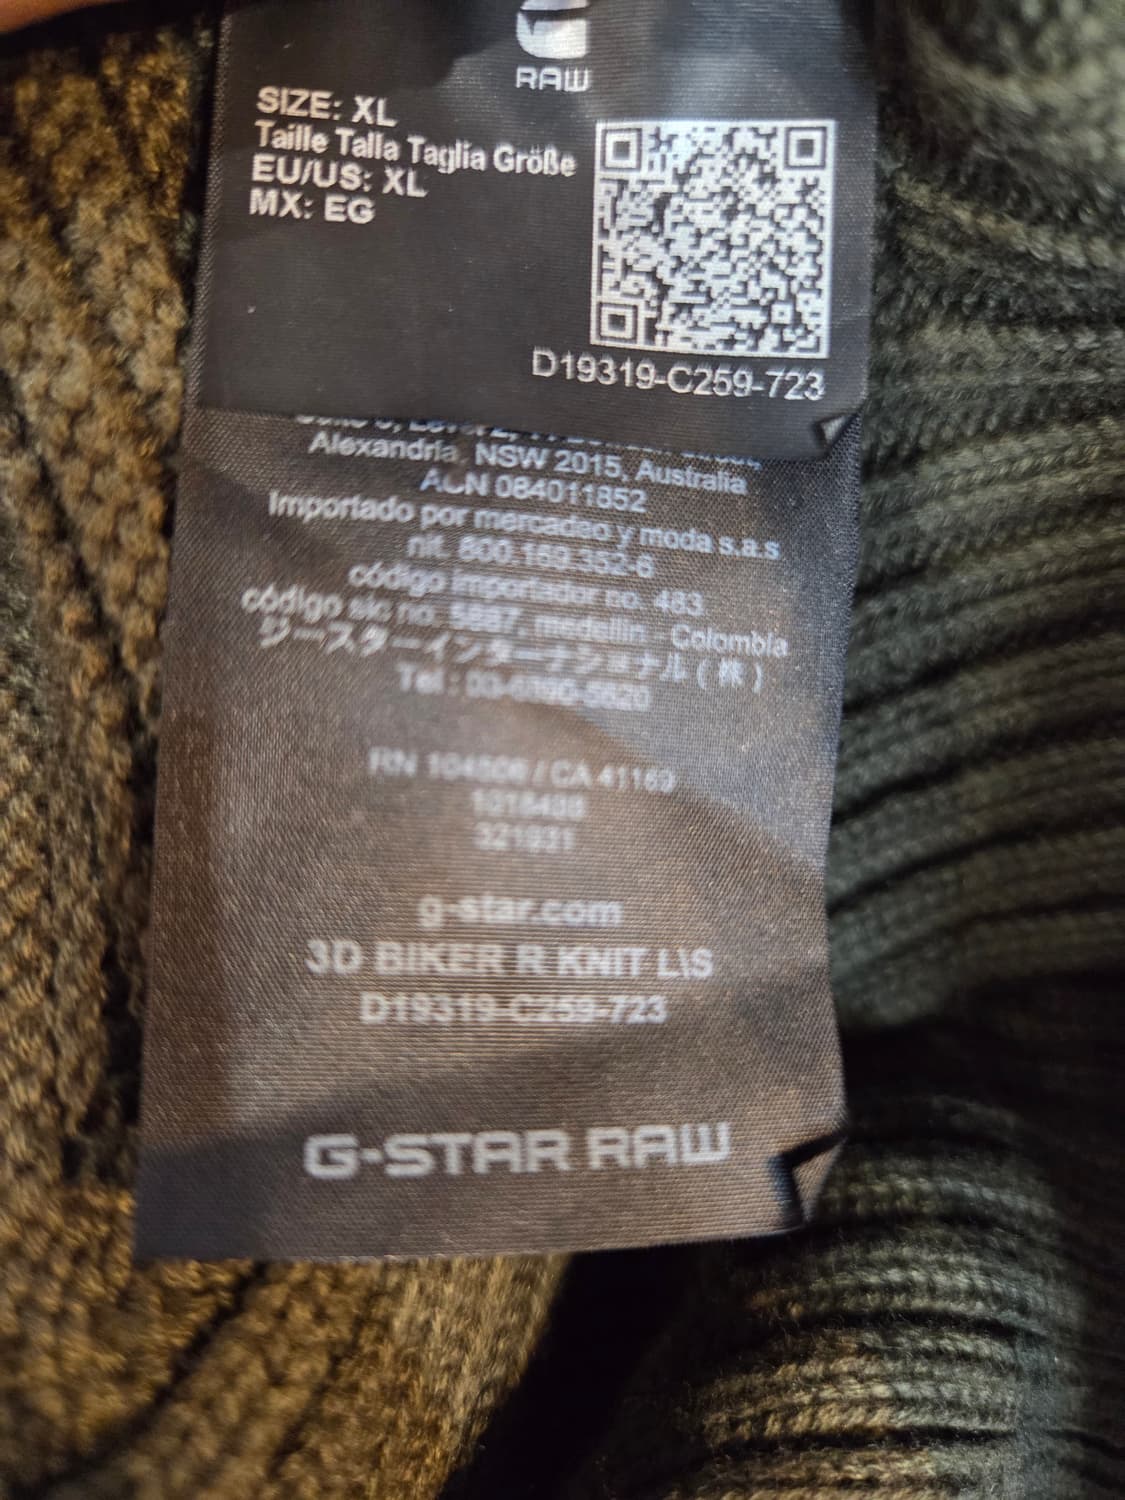 RAW
SIZE: XL
Taille Talla Taglia Größe
EU/US: XL
MX: EG
D19319-C259-723
Alexandria, NSW 2015, Australia
ACN 084011852
Importado por mercadeo y moda s.a.s
nit. 800.169.352-6
código importador no. 483
código sic no. medellin - Colombia
ジースターインターナショナル(株)
Tel :
RN / CA 41169
g-star.com
3D BIKER R KNIT L\S
D19319-C259-723
G-STAR RAW